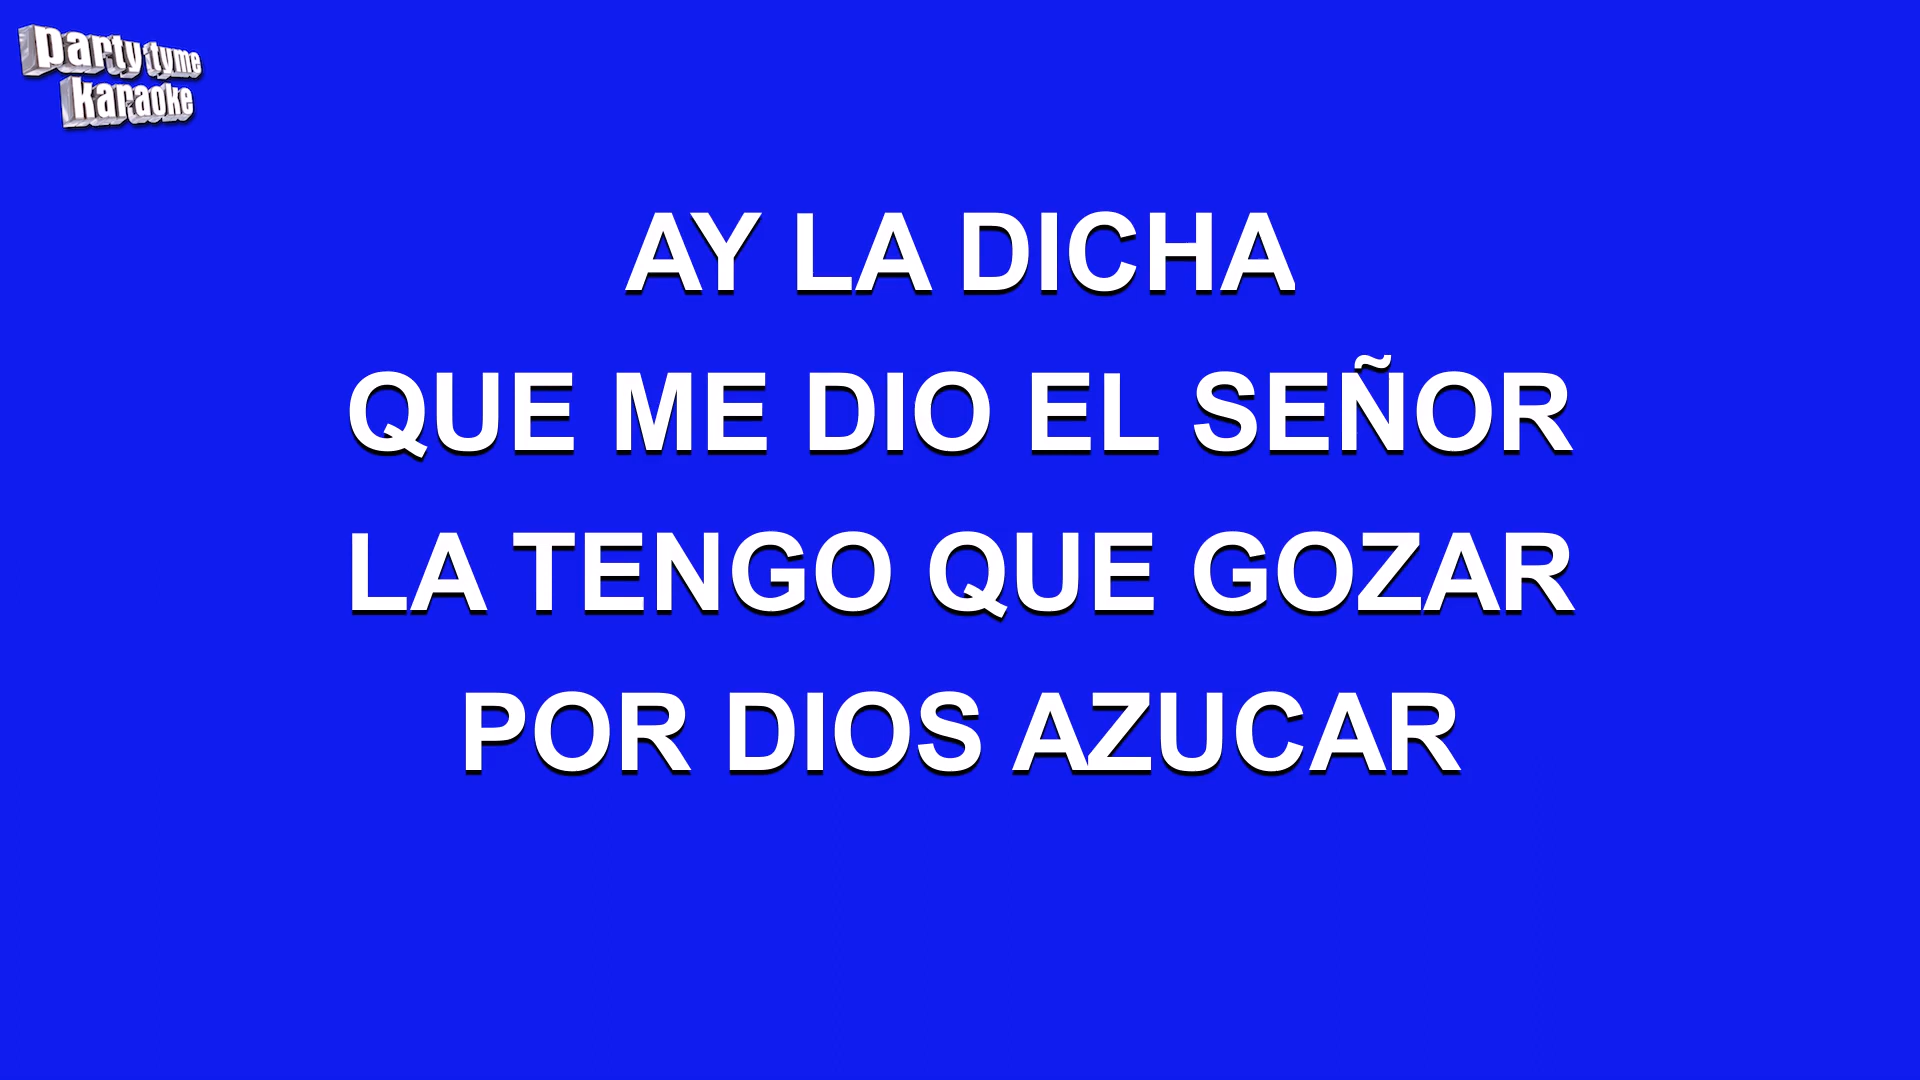 party tyme
karaoke
AY LA DICHA
QUE ME DIO EL SEÑOR
LA TENGO QUE GOZAR
POR DIOS AZUCAR